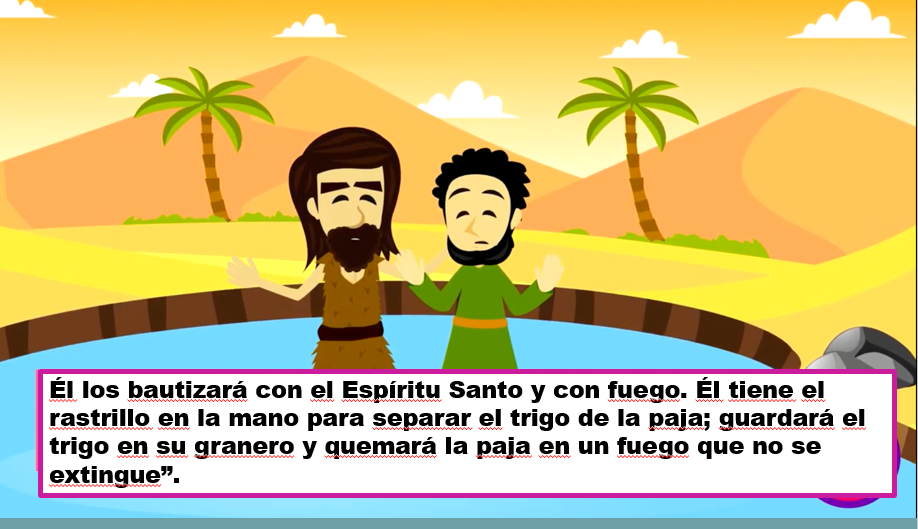 Él los bautizará con el Espíritu Santo y con fuego. Él tiene el
rastrillo en la mano para separar el trigo de la paja; guardará el
trigo en su granero y quemará la paja en un fuego que no se
extingue”.